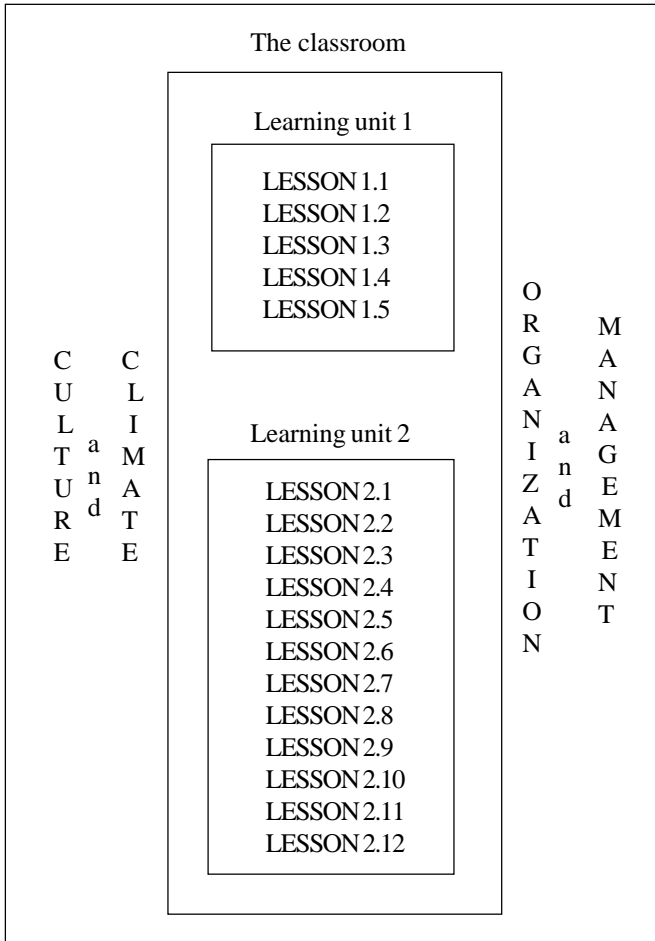 The classroom
Learning unit 1
LESSON 1.1
LESSON 1.2
LESSON 1.3
LESSON 1.4
LESSON 1.5
CULTURE
and
CLIMATE
ORGANIZATION
and
MANAGEMENT
Learning unit 2
LESSON 2.1
LESSON 2.2
LESSON 2.3
LESSON 2.4
LESSON 2.5
LESSON 2.6
LESSON 2.7
LESSON 2.8
LESSON 2.9
LESSON 2.10
LESSON 2.11
LESSON 2.12